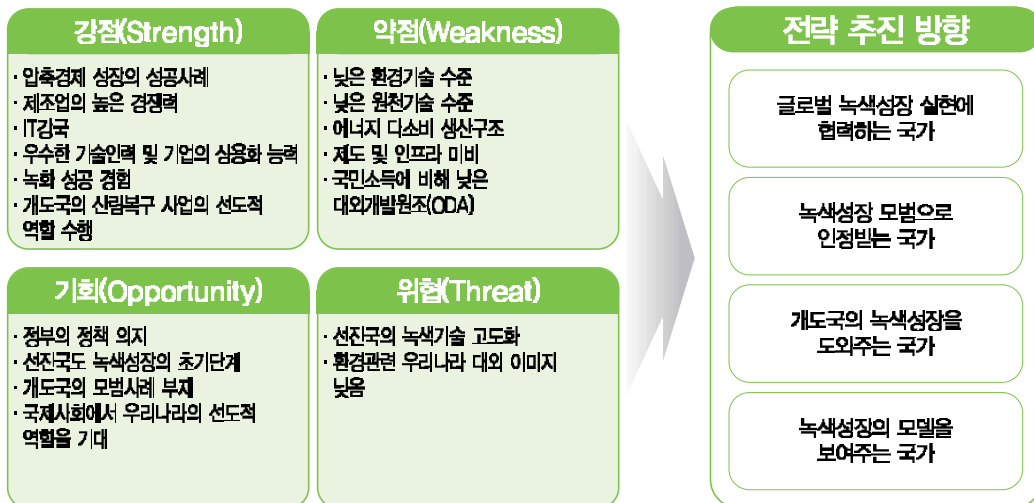 강점(Strength)
· 압축경제 성장의 성공사례
· 제조업의 높은 경쟁력
· IT강국
· 우수한 기술인력 및 기업의 상용화 능력
· 녹화 성공 경험
· 개도국의 산림복구 사업의 선도적
역할 수행
약점(Weakness)
· 낮은 환경기술 수준
· 낮은 원천기술 수준
· 에너지 다소비 생산구조
· 제도 및 인프라 미비
· 국민소득에 비해 낮은
대외개발원조(ODA)
기회(Opportunity)
· 정부의 정책 의지
· 선진국도 녹색성장의 초기단계
· 개도국의 모범사례 부재
· 국제사회에서 우리나라의 선도적
역할을 기대
위협(Threat)
· 선진국의 녹색기술 고도화
· 환경관련 우리나라 대외 이미지
낮음
전략 추진 방향
글로벌 녹색성장 실현에
협력하는 국가
녹색성장 모범으로
인정받는 국가
개도국의 녹색성장을
도와주는 국가
녹색성장의 모델을
보여주는 국가